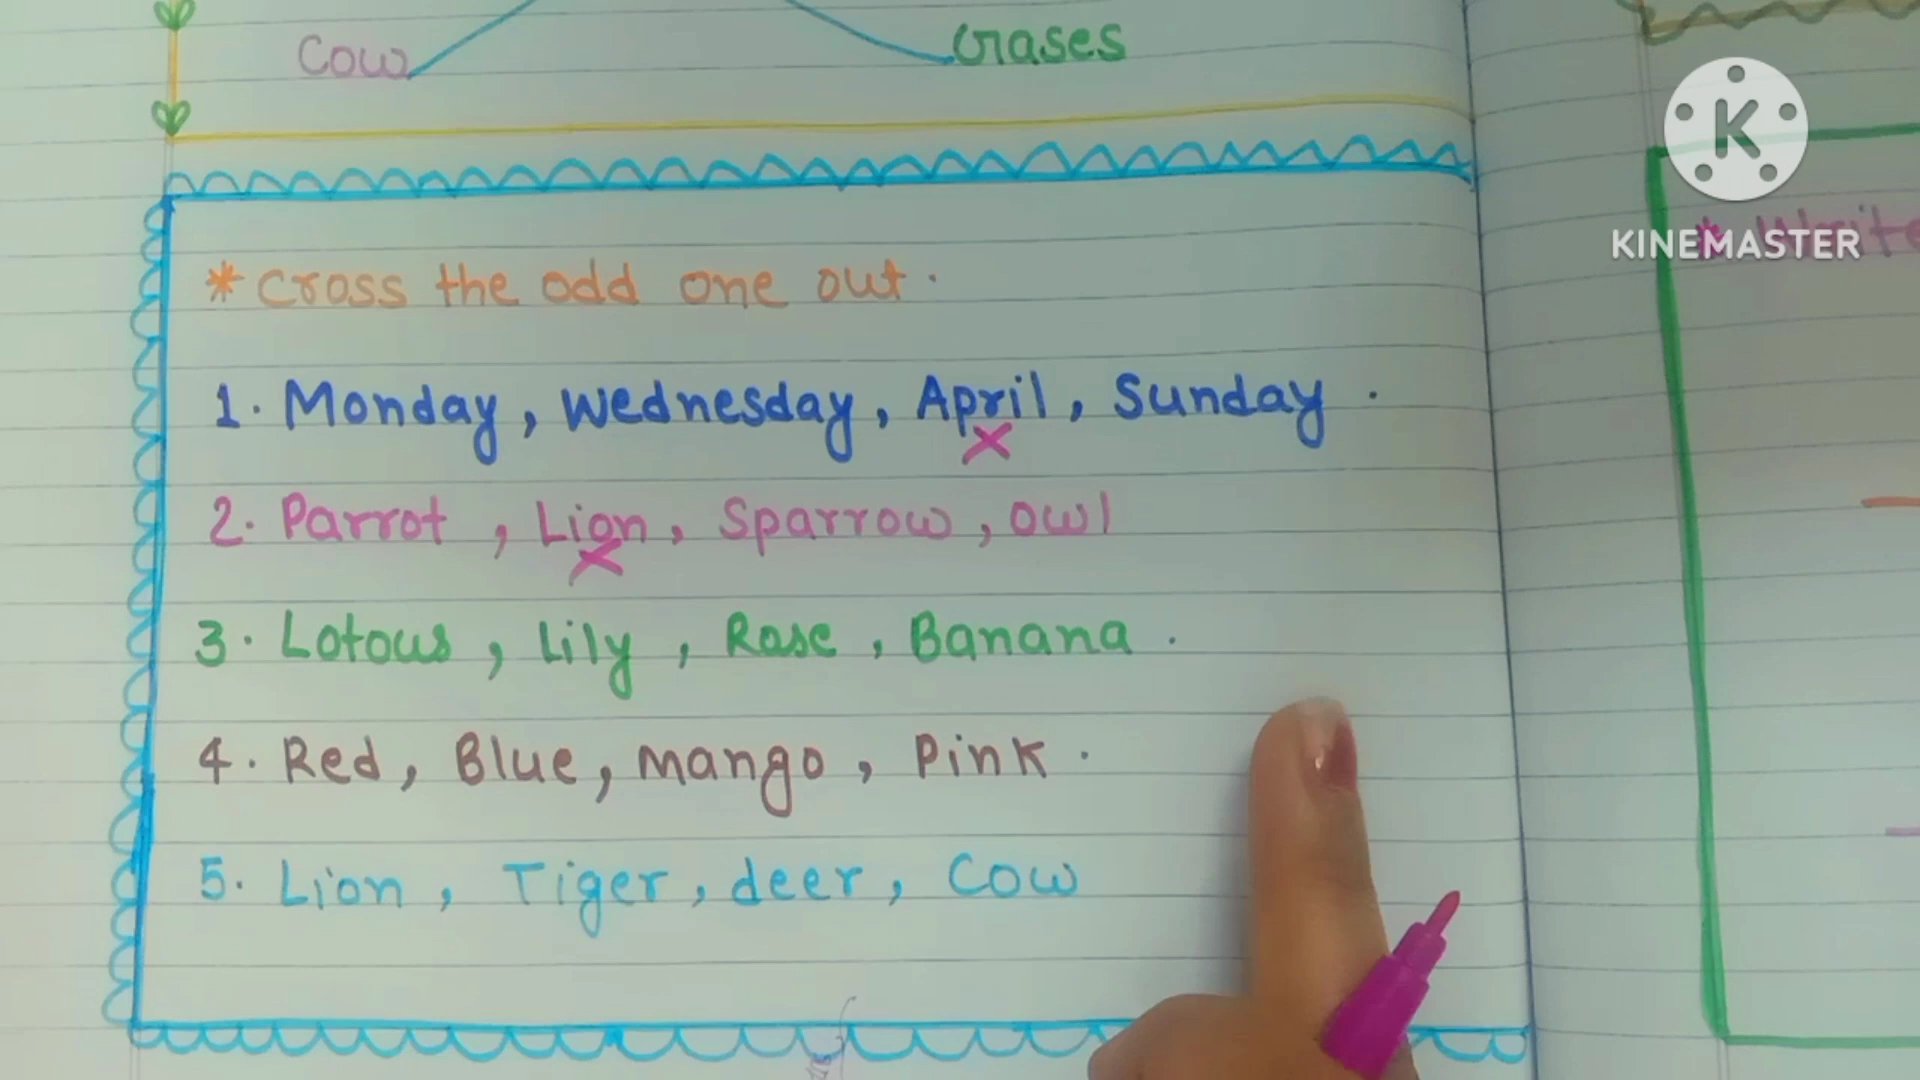 Cow Grases
* Cross the odd one out.
1. Monday, Wednesday, April, Sunday.
2. Parrot, Lion, Sparrow, Owl
3. Lotous, Lily, Rose, Banana.
4. Red, Blue, Mango, Pink.
5. Lion, Tiger, deer, Cow
K
KINEMASTER
* Write